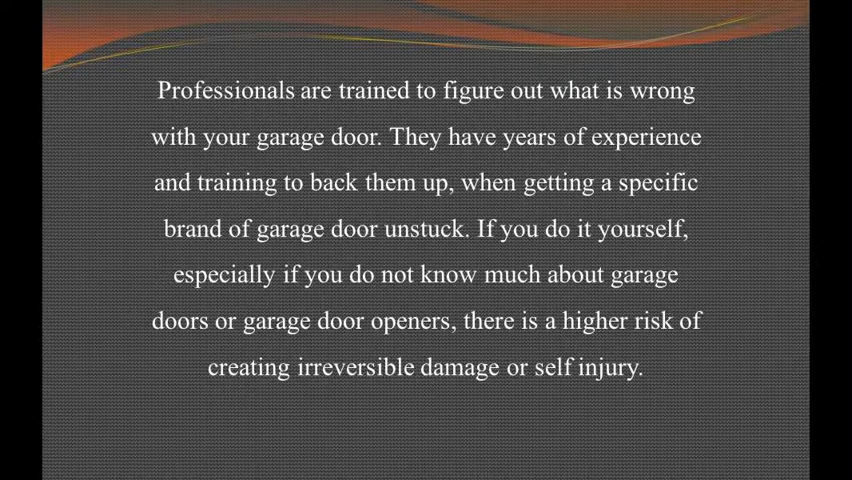 Professionals are trained to figure out what is wrong
with your garage door. They have years of experience
and training to back them up, when getting a specific
brand of garage door unstuck. If you do it yourself,
especially if you do not know much about garage
doors or garage door openers, there is a higher risk of
creating irreversible damage or self injury.